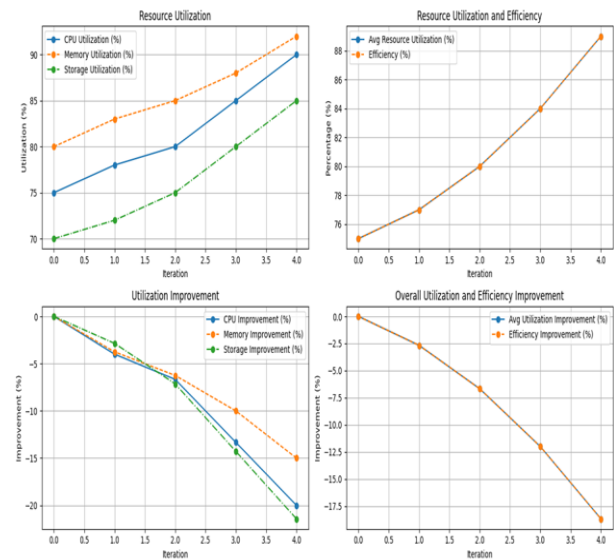 Resource Utilization
CPU Utilization (%)
Memory Utilization (%)
Storage Utilization (%)
Utilization (%)
90
85
80
75
70
0.0 0.5 1.0 1.5 2.0 2.5 3.0 3.5 4.0
Iteration
Resource Utilization and Efficiency
Avg Resource Utilization (%)
Efficiency (%)
Percentage (%)
88
86
84
82
80
78
76
0.0 0.5 1.0 1.5 2.0 2.5 3.0 3.5 4.0
Iteration
Utilization Improvement
CPU Improvement (%)
Memory Improvement (%)
Storage Improvement (%)
Improvement (%)
0
−5
−10
−15
−20
0.0 0.5 1.0 1.5 2.0 2.5 3.0 3.5 4.0
Iteration
Overall Utilization and Efficiency Improvement
Avg Utilization Improvement (%)
Efficiency Improvement (%)
Improvement (%)
0.0
−2.5
−5.0
−7.5
−10.0
−12.5
−15.0
−17.5
0.0 0.5 1.0 1.5 2.0 2.5 3.0 3.5 4.0
Iteration